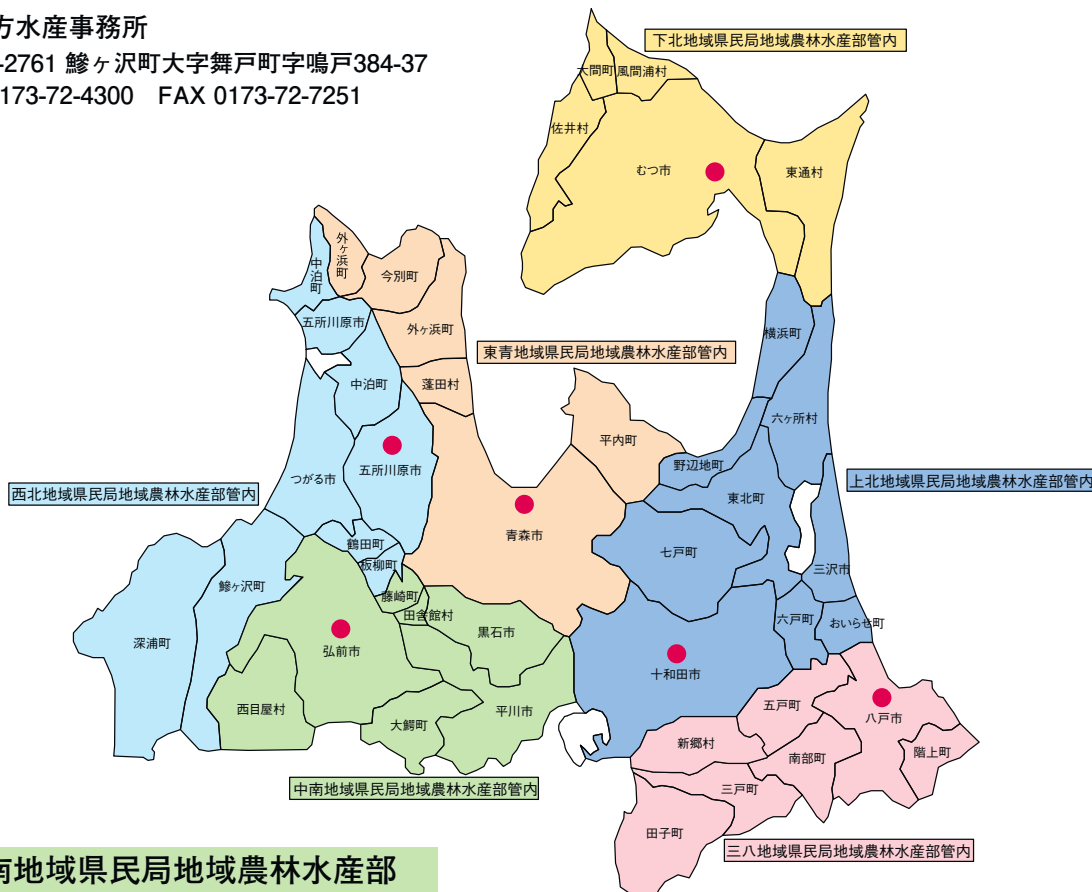 方水産事務所
-2761 鰺ヶ沢町大字舞戸町字鳴戸384-37
173-72-4300 FAX 0173-72-7251
下北地域県民局地域農林水産部管内
大間町
風間浦村
佐井村
むつ市
東通村
外ヶ浜町
中泊町
今別町
五所川原市
外ヶ浜町
横浜町
東青地域県民局地域農林水産部管内
中泊町
蓬田村
六ヶ所村
平内町
野辺地町
五所川原市
つがる市
東北町
上北地域県民局地域農林水産部管内
西北地域県民局地域農林水産部管内
青森市
鶴田町
七戸町
板柳町
三沢市
鰺ヶ沢町
藤崎町
田舎館村
六戸町
おいらせ町
黒石市
深浦町
弘前市
十和田市
西目屋村
平川市
五戸町
八戸市
大鰐町
新郷村
南部町
階上町
中南地域県民局地域農林水産部管内
三戸町
田子町
三八地域県民局地域農林水産部管内
南地域県民局地域農林水産部